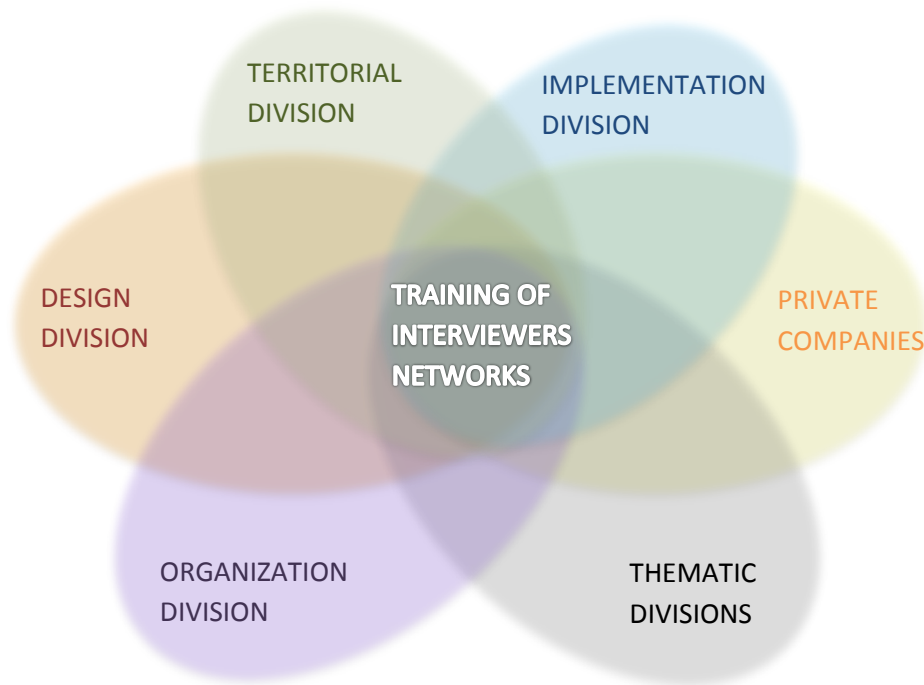 TERRITORIAL
DIVISION
IMPLEMENTATION
DIVISION
DESIGN
DIVISION
TRAINING OF
INTERVIEWERS
NETWORKS
PRIVATE
COMPANIES
ORGANIZATION
DIVISION
THEMATIC
DIVISIONS